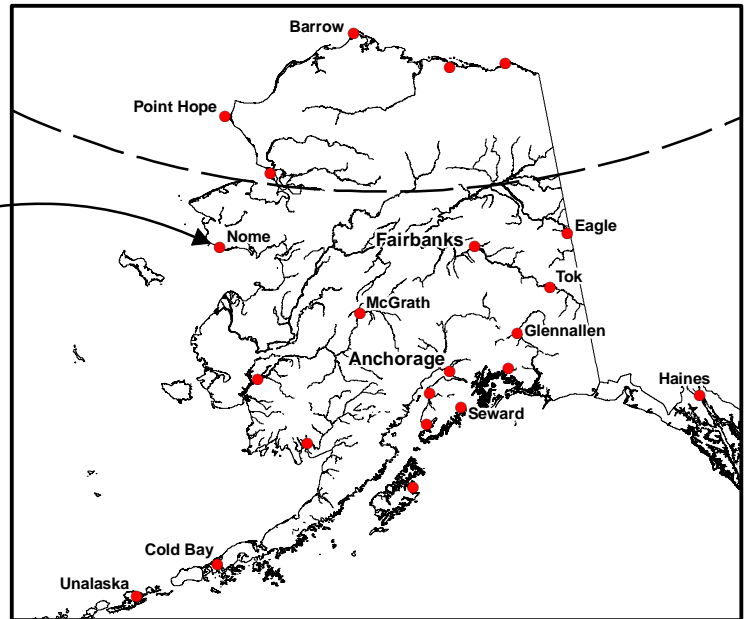 Barrow
Point Hope
Nome
Fairbanks
Eagle
Tok
McGrath
Glennallen
Anchorage
Haines
Seward
Cold Bay
Unalaska